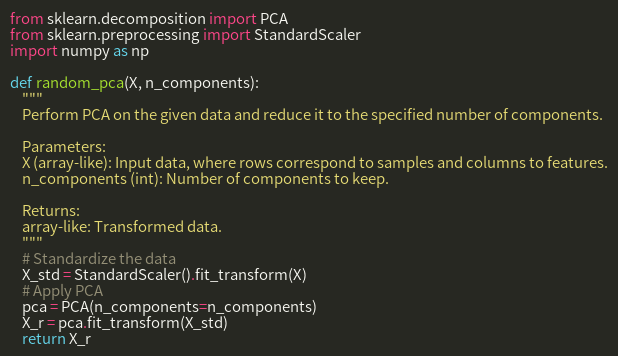 from sklearn.decomposition import PCA
from sklearn.preprocessing import StandardScaler
import numpy as np

def random_pca(X, n_components):
    """
    Perform PCA on the given data and reduce it to the specified number of components.

    Parameters:
    X (array-like): Input data, where rows correspond to samples and columns to features.
    n_components (int): Number of components to keep.

    Returns:
    array-like: Transformed data.
    """
    # Standardize the data
    X_std = StandardScaler().fit_transform(X)
    # Apply PCA
    pca = PCA(n_components=n_components)
    X_r = pca.fit_transform(X_std)
    return X_r